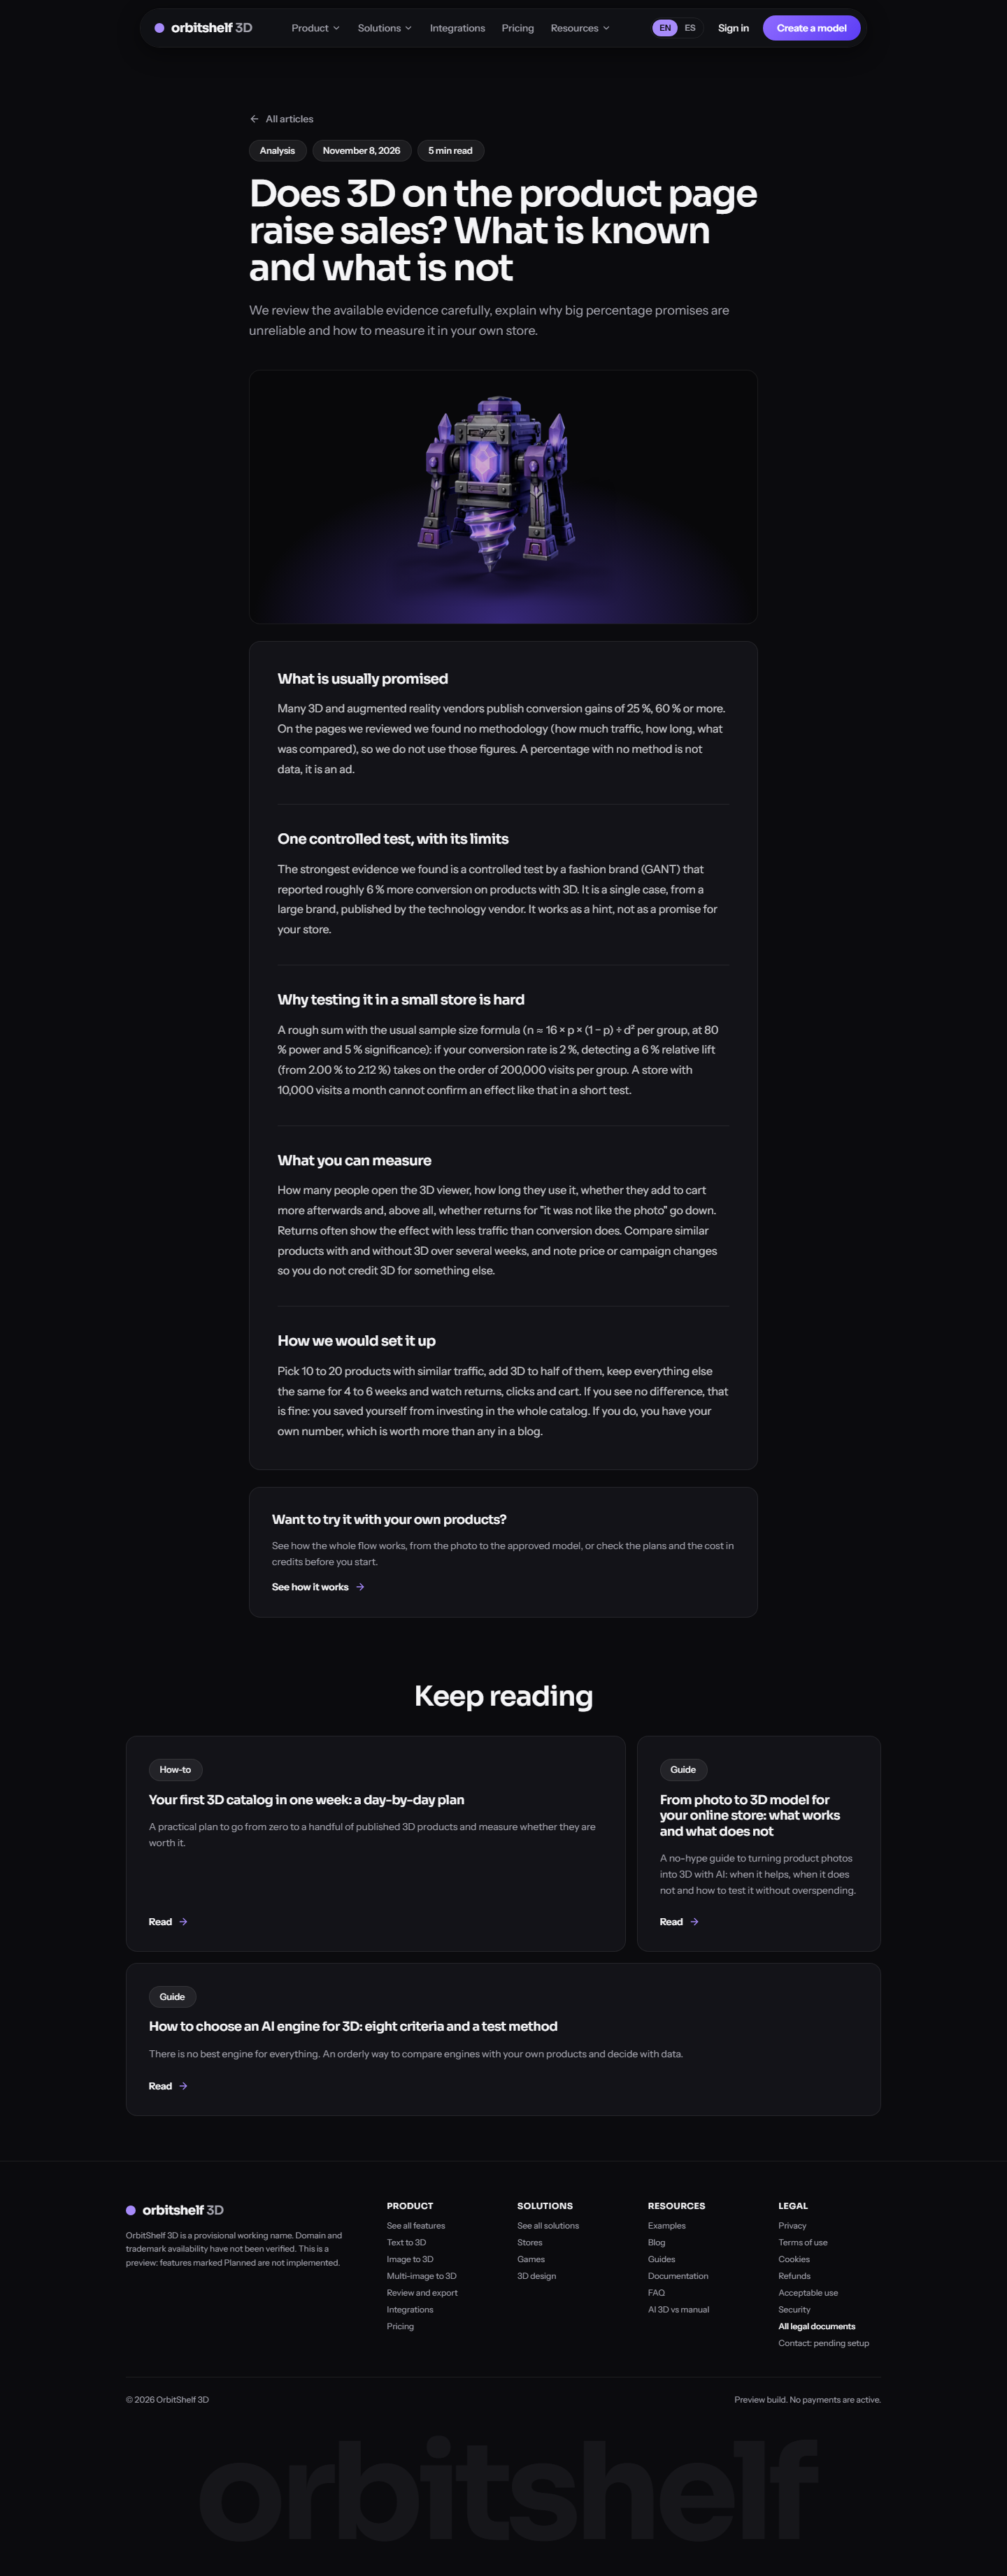 orbitshelf 3D
Product
Solutions
Integrations
Pricing
Resources
EN
ES
Sign in
Create a model
All articles
Analysis
November 8, 2026
5 min read
Does 3D on the product page
raise sales? What is known
and what is not
We review the available evidence carefully, explain why big percentage promises are
unreliable and how to measure it in your own store.
What is usually promised
Many 3D and augmented reality vendors publish conversion gains of 25 %, 60 % or more.
On the pages we reviewed we found no methodology (how much traffic, how long, what
was compared), so we do not use those figures. A percentage with no method is not
data, it is an ad.
One controlled test, with its limits
The strongest evidence we found is a controlled test by a fashion brand (GANT) that
reported roughly 6 % more conversion on products with 3D. It is a single case, from a
large brand, published by the technology vendor. It works as a hint, not as a promise for
your store.
Why testing it in a small store is hard
A rough sum with the usual sample size formula (n ≈ 16 × p × (1 − p) ÷ d² per group, at 80
% power and 5 % significance): if your conversion rate is 2 %, detecting a 6 % relative lift
(from 2.00 % to 2.12 %) takes on the order of 200,000 visits per group. A store with
10,000 visits a month cannot confirm an effect like that in a short test.
What you can measure
How many people open the 3D viewer, how long they use it, whether they add to cart
more afterwards and, above all, whether returns for "it was not like the photo" go down.
Returns often show the effect with less traffic than conversion does. Compare similar
products with and without 3D over several weeks, and note price or campaign changes
so you do not credit 3D for something else.
How we would set it up
Pick 10 to 20 products with similar traffic, add 3D to half of them, keep everything else
the same for 4 to 6 weeks and watch returns, clicks and cart. If you see no difference, that
is fine: you saved yourself from investing in the whole catalog. If you do, you have your
own number, which is worth more than any in a blog.
Want to try it with your own products?
See how the whole flow works, from the photo to the approved model, or check the plans and the cost in
credits before you start.
See how it works
Keep reading
How-to
Your first 3D catalog in one week: a day-by-day plan
A practical plan to go from zero to a handful of published 3D products and measure whether they are
worth it.
Read
Guide
From photo to 3D model for
your online store: what works
and what does not
A no-hype guide to turning product photos
into 3D with AI: when it helps, when it does
not and how to test it without overspending.
Read
Guide
How to choose an AI engine for 3D: eight criteria and a test method
There is no best engine for everything. An orderly way to compare engines with your own products and decide with data.
Read
orbitshelf 3D
OrbitShelf 3D is a provisional working name. Domain and
trademark availability have not been verified. This is a
preview: features marked Planned are not implemented.
PRODUCT
See all features
Text to 3D
Image to 3D
Multi-image to 3D
Review and export
Integrations
Pricing
SOLUTIONS
See all solutions
Stores
Games
3D design
RESOURCES
Examples
Blog
Guides
Documentation
FAQ
AI 3D vs manual
LEGAL
Privacy
Terms of use
Cookies
Refunds
Acceptable use
Security
All legal documents
Contact: pending setup
© 2026 OrbitShelf 3D
Preview build. No payments are active.
orbitshelf